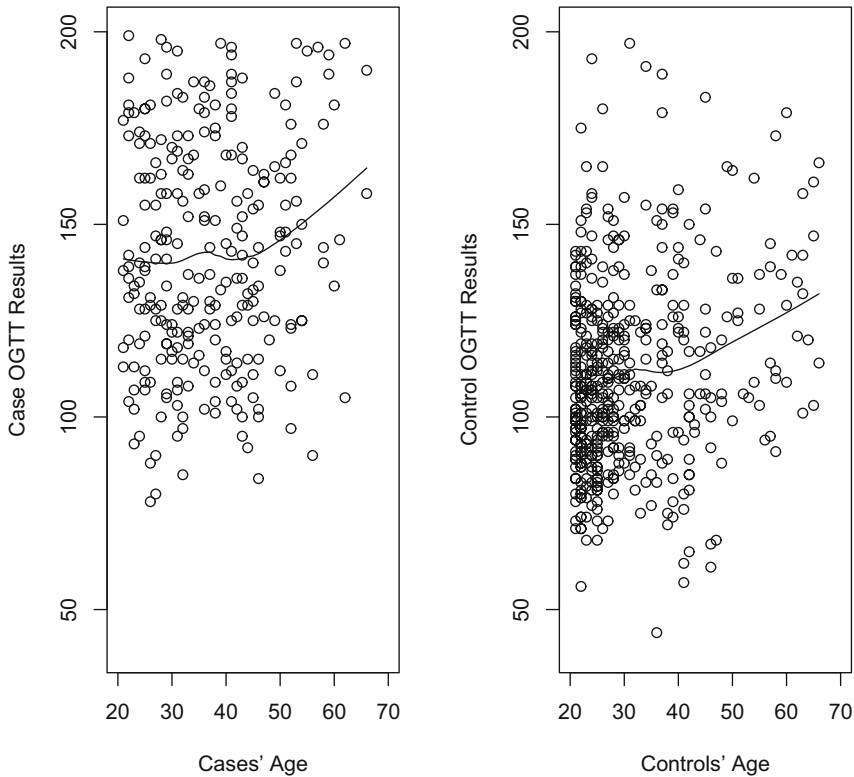 200
150
100
50
Case OGTT Results
20 30 40 50 60 70
Cases' Age
200
150
100
50
Control OGTT Results
20 30 40 50 60 70
Controls' Age